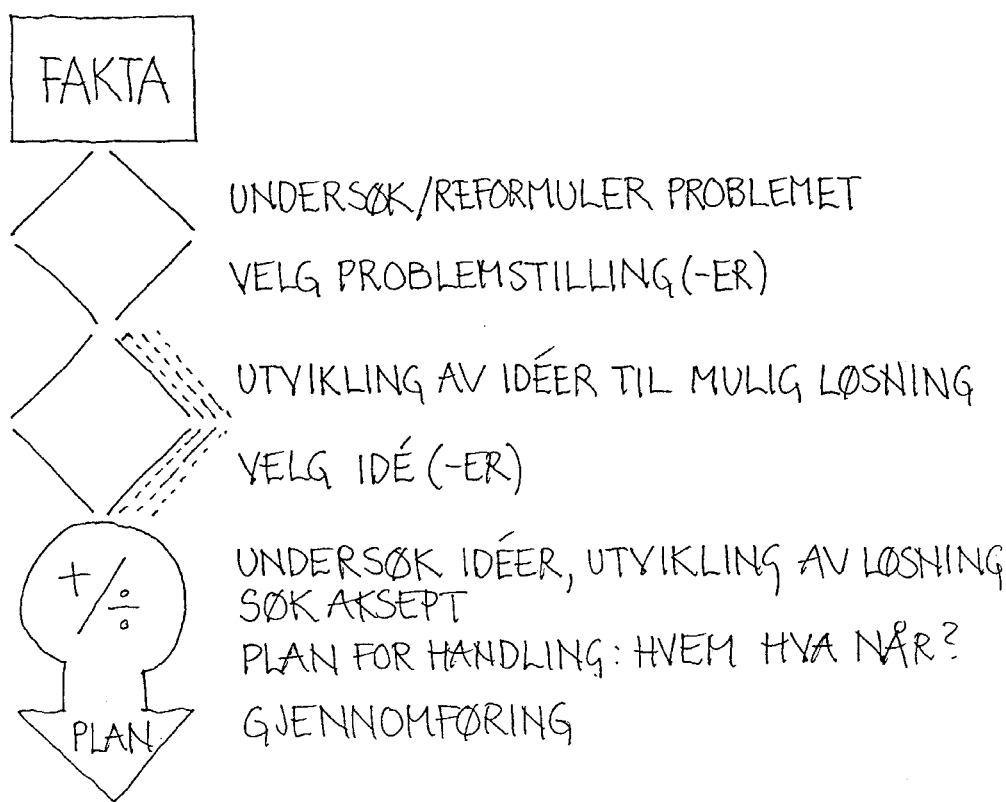 FAKTA
UNDERSØK/REFORMULER PROBLEMET
VELG PROBLEMSTILLING(-ER)
UTVIKLING AV IDÉER TIL MULIG LØSNING
VELG IDÉ (-ER)
+/÷
UNDERSØK IDÉER, UTVIKLING AV LØSNING
SØK AKSEPT
PLAN FOR HANDLING: HVEM HVA NÅR?
PLAN
GJENNOMFØRING